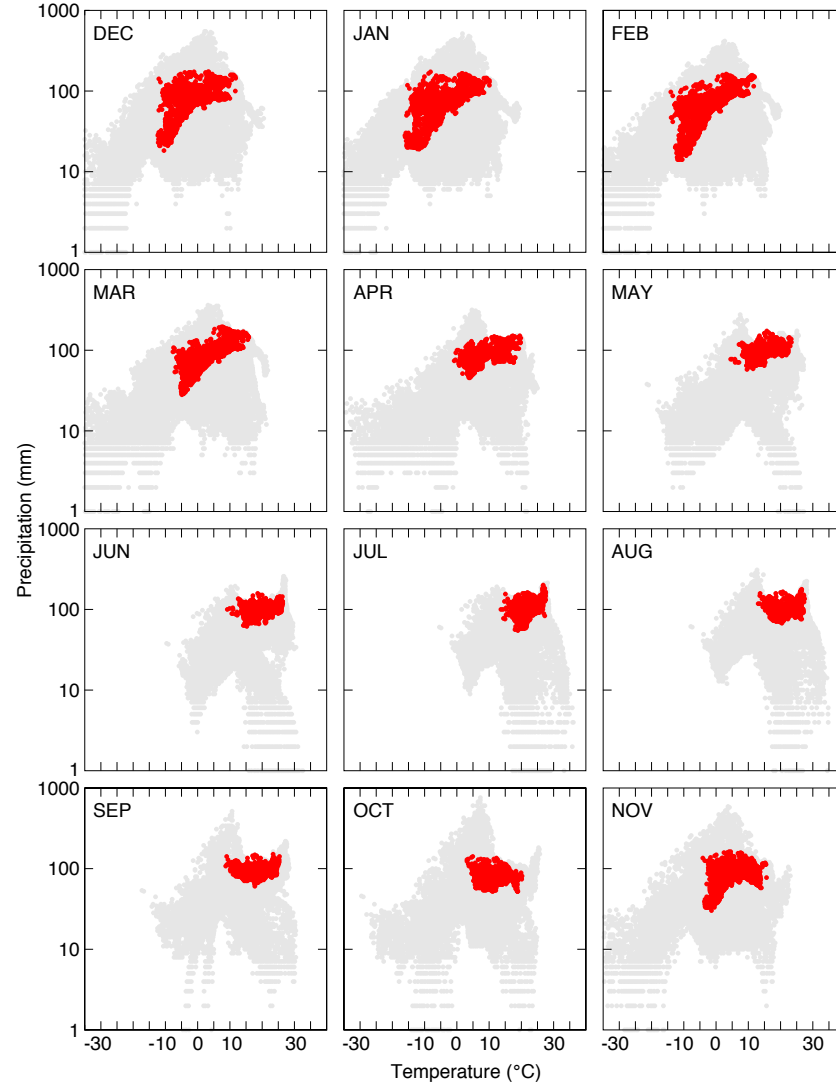 1000
DEC
JAN
FEB
100
10
1
1000
MAR
APR
MAY
100
10
1
Precipitation (mm)
1000
JUN
JUL
AUG
100
10
1
1000
SEP
OCT
NOV
100
10
1
-30 -10 0 10 30 -30 -10 0 10 30 -30 -10 0 10 30
Temperature (°C)